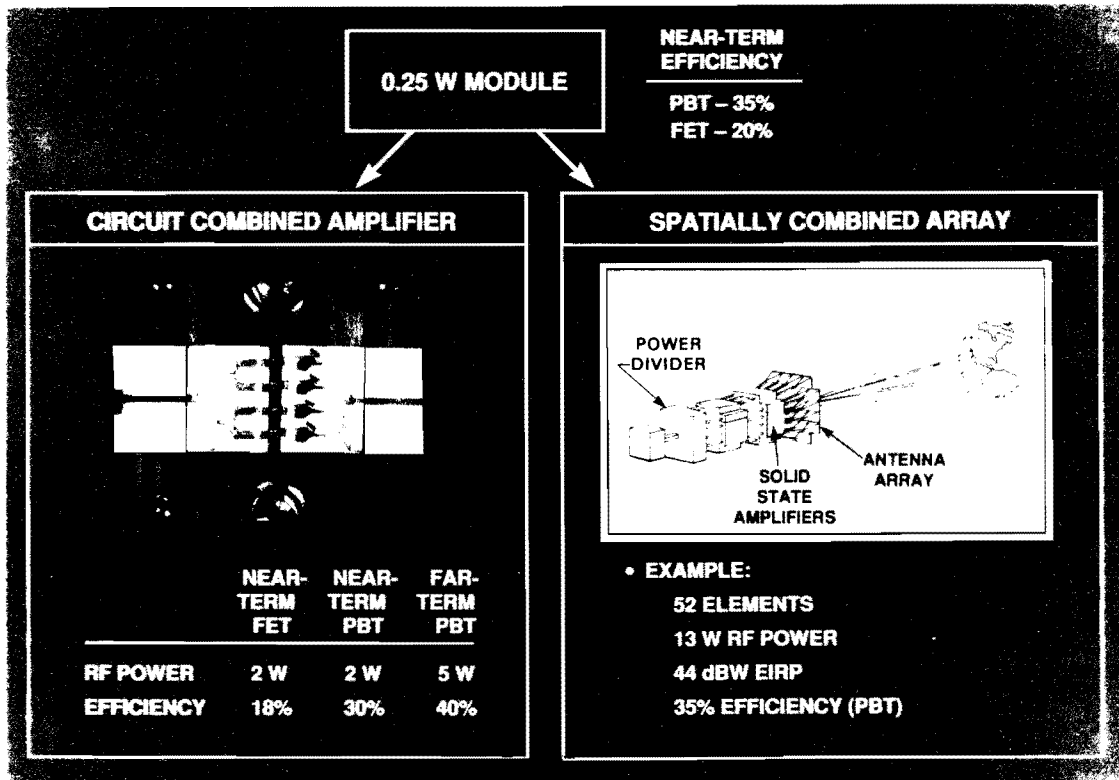 0.25 W MODULE
NEAR-TERM
EFFICIENCY
PBT – 35%
FET – 20%
CIRCUIT COMBINED AMPLIFIER
NEAR-
TERM
FET
NEAR-
TERM
PBT
FAR-
TERM
PBT
RF POWER 2 W 2 W 5 W
EFFICIENCY 18% 30% 40%
SPATIALLY COMBINED ARRAY
POWER
DIVIDER
SOLID
STATE
AMPLIFIERS
ANTENNA
ARRAY
• EXAMPLE:
52 ELEMENTS
13 W RF POWER
44 dBW EIRP
35% EFFICIENCY (PBT)